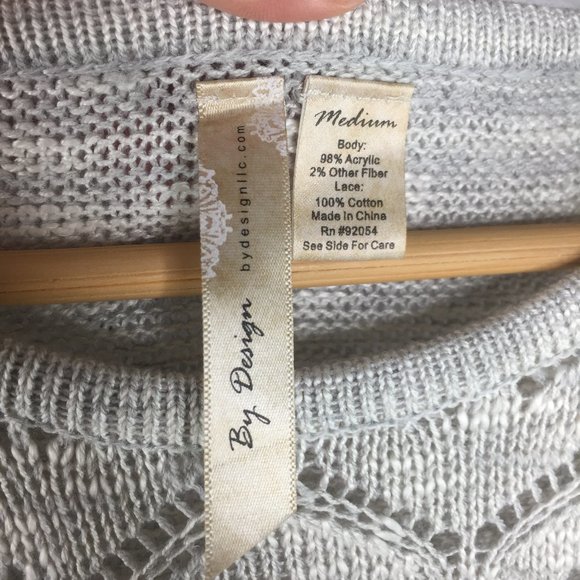 By Design
bydesignllc.com
Medium
Body:
98% Acrylic
2% Other Fiber
Lace:
100% Cotton
Made In China
Rn #92054
See Side For Care